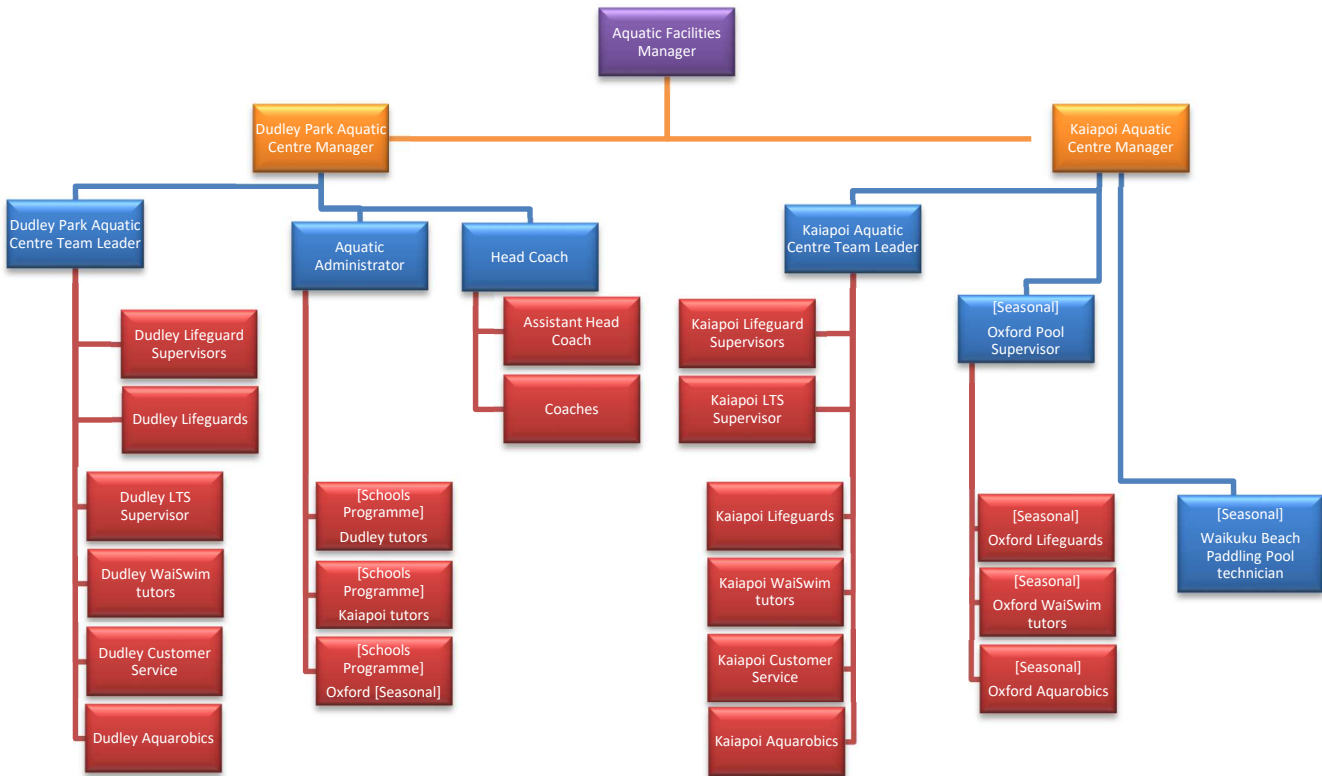 Aquatic Facilities
Manager
Dudley Park Aquatic
Centre Manager
Kaiapoi Aquatic
Centre Manager
Dudley Park Aquatic
Centre Team Leader
Aquatic
Administrator
Head Coach
Kaiapoi Aquatic
Centre Team Leader
[Seasonal]
Oxford Pool
Supervisor
[Seasonal]
Waikuku Beach
Paddling Pool
technician
Dudley Lifeguard
Supervisors
Dudley Lifeguards
Dudley LTS
Supervisor
Dudley WaiSwim
tutors
Dudley Customer
Service
Dudley Aquarobics
[Schools
Programme]
Dudley tutors
[Schools
Programme]
Kaiapoi tutors
[Schools
Programme]
Oxford [Seasonal]
Assistant Head
Coach
Coaches
Kaiapoi Lifeguard
Supervisors
Kaiapoi LTS
Supervisor
Kaiapoi Lifeguards
Kaiapoi WaiSwim
tutors
Kaiapoi Customer
Service
Kaiapoi Aquarobics
[Seasonal]
Oxford Lifeguards
[Seasonal]
Oxford WaiSwim
tutors
[Seasonal]
Oxford Aquarobics